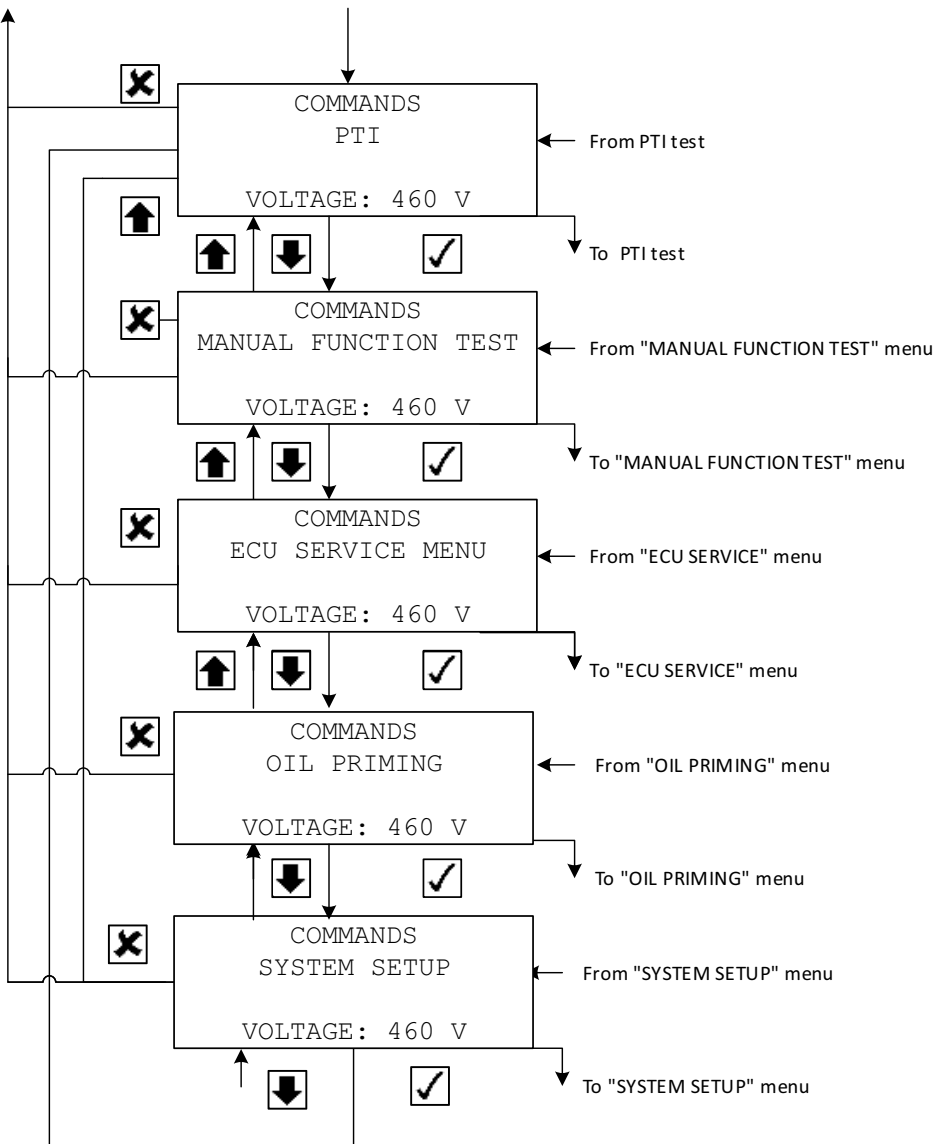 COMMANDS
PTI
VOLTAGE: 460 V
From PTI test
To PTI test
COMMANDS
MANUAL FUNCTION TEST
VOLTAGE: 460 V
From "MANUAL FUNCTION TEST" menu
To "MANUAL FUNCTION TEST" menu
COMMANDS
ECU SERVICE MENU
VOLTAGE: 460 V
From "ECU SERVICE" menu
To "ECU SERVICE" menu
COMMANDS
OIL PRIMING
VOLTAGE: 460 V
From "OIL PRIMING" menu
To "OIL PRIMING" menu
COMMANDS
SYSTEM SETUP
VOLTAGE: 460 V
From "SYSTEM SETUP" menu
To "SYSTEM SETUP" menu